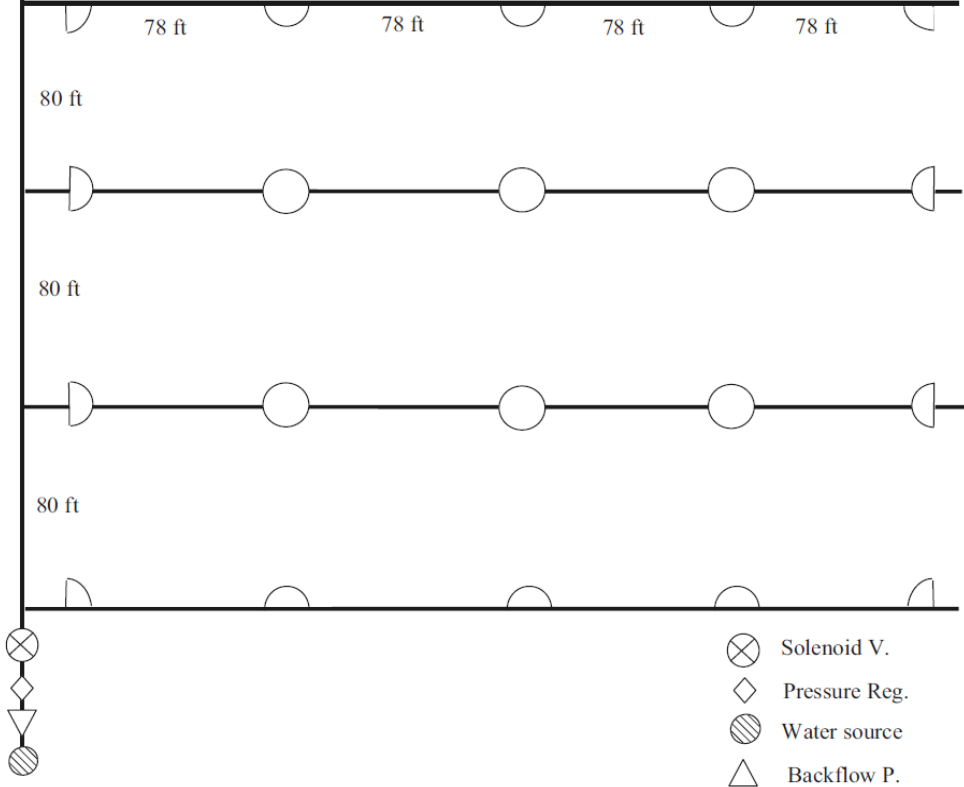 78 ft
78 ft
78 ft
78 ft
80 ft
80 ft
80 ft
Solenoid V.
Pressure Reg.
Water source
Backflow P.